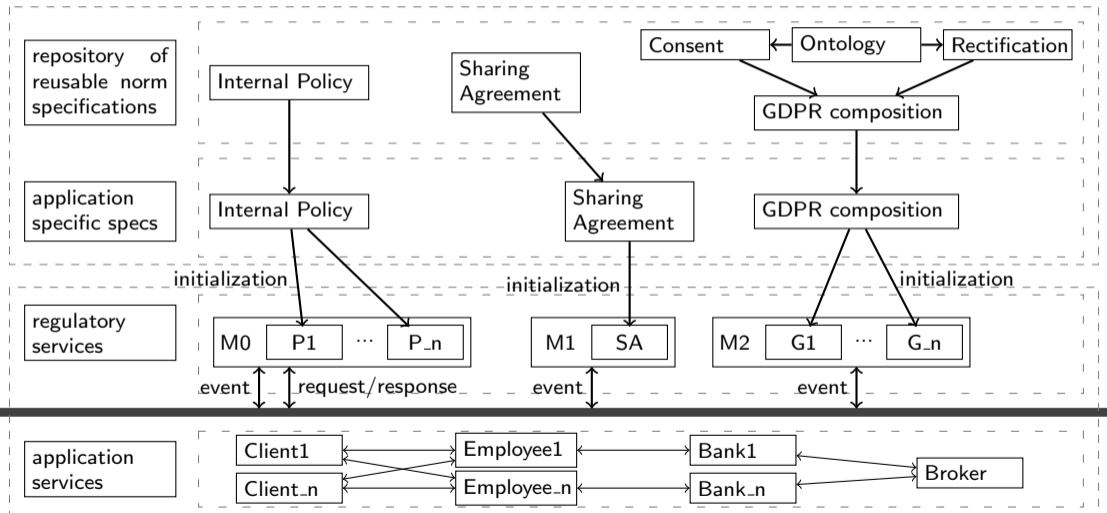 repository of
reusable norm
specifications
Internal Policy
Sharing
Agreement
Consent
Ontology
Rectification
GDPR composition
application
specific specs
Internal Policy
Sharing
Agreement
GDPR composition
initialization
initialization
initialization
regulatory
services
M0
P1
...
P_n
M1
SA
M2
G1
...
G_n
event
request/response
event
event
application
services
Client1
Employee1
Bank1
Client_n
Employee_n
Bank_n
Broker